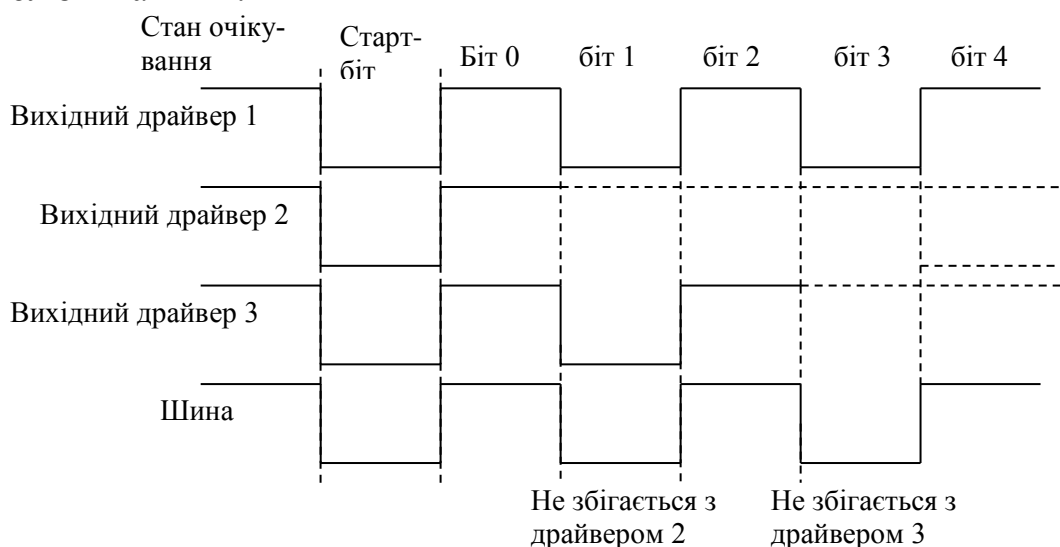 Стан очіку-
вання
Старт-
біт
Біт 0
біт 1
біт 2
біт 3
біт 4
Вихідний драйвер 1
Вихідний драйвер 2
Вихідний драйвер 3
Шина
Не збігається з
драйвером 2
Не збігається з
драйвером 3